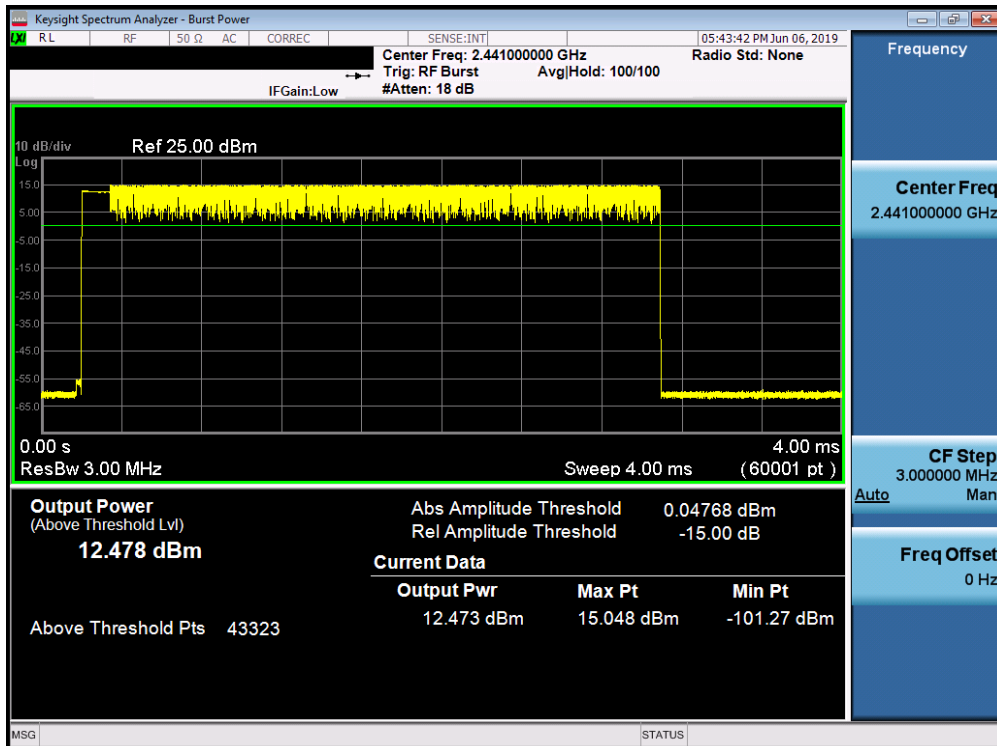 Keysight Spectrum Analyzer - Burst Power
LXI RL RF 50 Ω AC CORREC SENSE:INT 05:43:42 PM Jun 06, 2019
Center Freq: 2.441000000 GHz Radio Std: None
Trig: RF Burst Avg|Hold: 100/100
IFGain:Low #Atten: 18 dB
Frequency
10 dB/div Ref 25.00 dBm
Log
15.0
5.00
-5.00
-15.0
-25.0
-35.0
-45.0
-55.0
-65.0
0.00 s 4.00 ms
ResBw 3.00 MHz Sweep 4.00 ms (60001 pt)
Center Freq
2.441000000 GHz
CF Step
3.000000 MHz
Auto Man
Freq Offset
0 Hz
Output Power
(Above Threshold Lvl)
12.478 dBm
Above Threshold Pts 43323
Abs Amplitude Threshold 0.04768 dBm
Rel Amplitude Threshold -15.00 dB
Current Data
Output Pwr Max Pt Min Pt
12.473 dBm 15.048 dBm -101.27 dBm
MSG STATUS